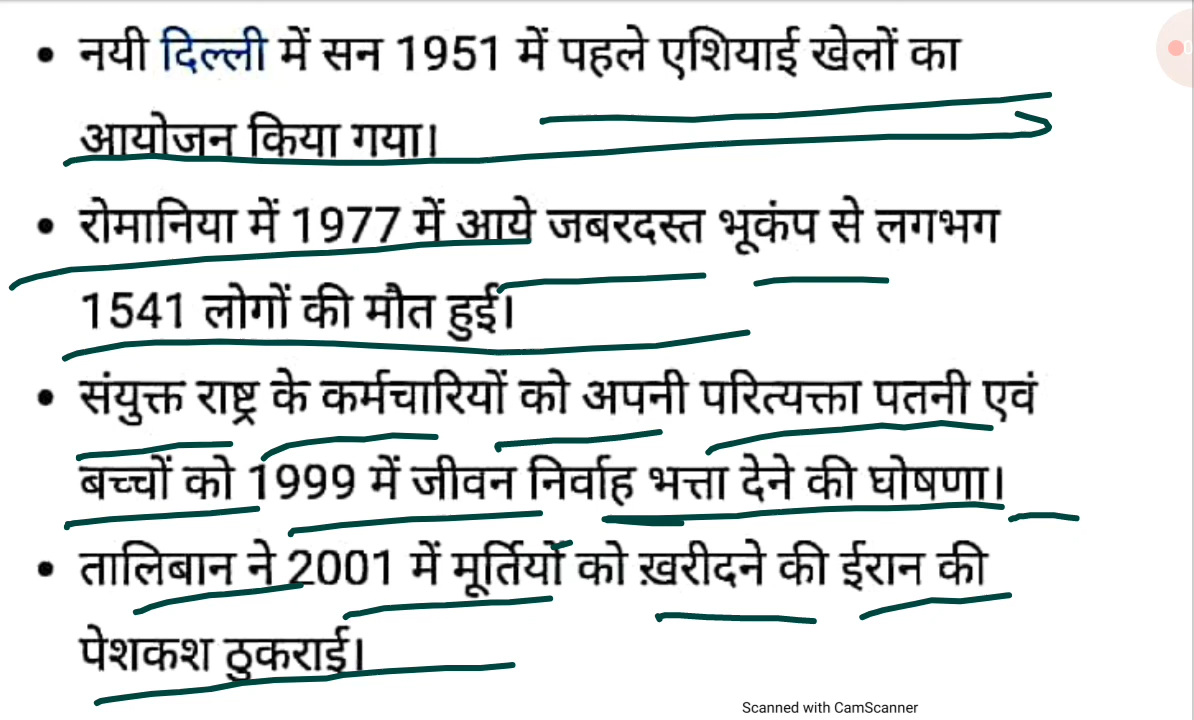 • नयी दिल्ली में सन 1951 में पहले एशियाई खेलों का
आयोजन किया गया।
• रोमानिया में 1977 में आये जबरदस्त भूकंप से लगभग
1541 लोगों की मौत हुई।
• संयुक्त राष्ट्र के कर्मचारियों को अपनी परित्यक्ता पतनी एवं
बच्चों को 1999 में जीवन निर्वाह भत्ता देने की घोषणा।
• तालिबान ने 2001 में मूर्तियों को ख़रीदने की ईरान की
पेशकश ठुकराई।
Scanned with CamScanner